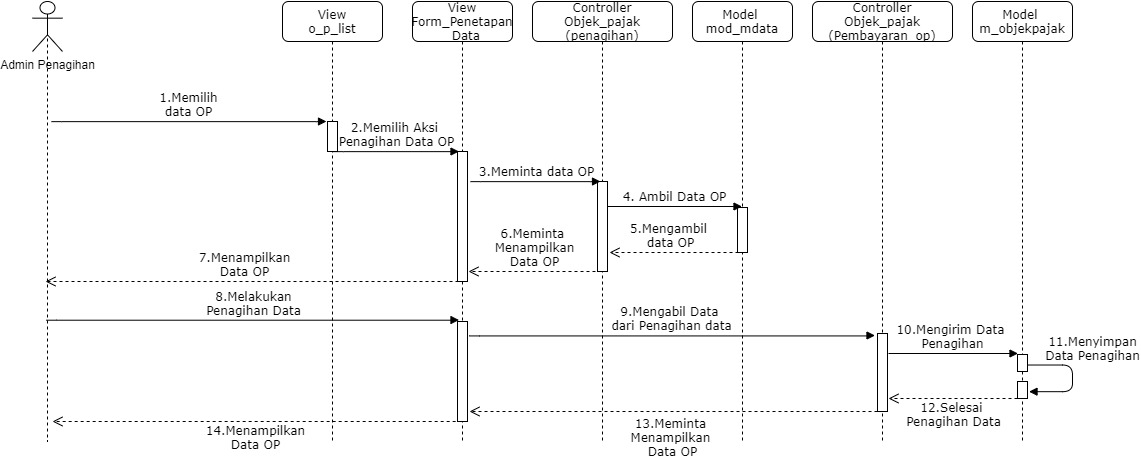 View
o_p_list
View
Form_Penetapan
Data
Controller
Objek_pajak
(penagihan)
Model
mod_mdata
Controller
Objek_pajak
(Pembayaran_op)
Model
m_objekpajak
Admin Penagihan
1.Memilih
data OP
2.Memilih Aksi
Penagihan Data OP
3.Meminta data OP
4. Ambil Data OP
5.Mengambil
data OP
6.Meminta
Menampilkan
Data OP
7.Menampilkan
Data OP
8.Melakukan
Penagihan Data
9.Mengabil Data
dari Penagihan data
10.Mengirim Data
Penagihan
11.Menyimpan
Data Penagihan
12.Selesai
Penagihan Data
13.Meminta
Menampilkan
Data OP
14.Menampilkan
Data OP